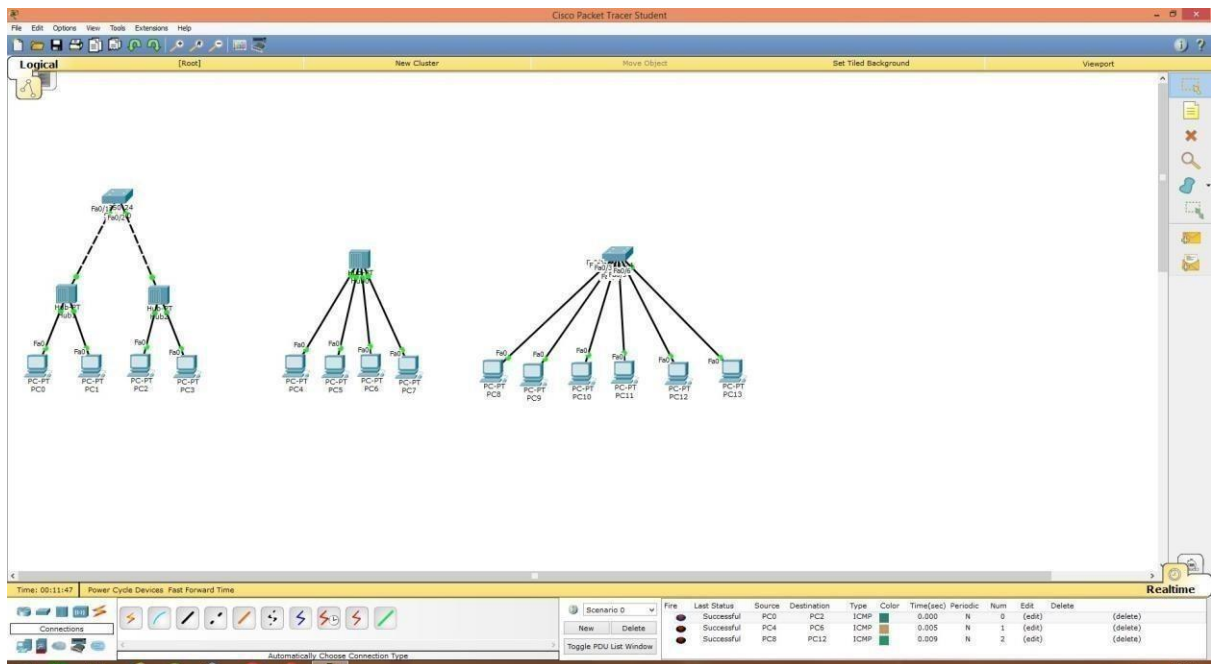 Cisco Packet Tracer Student
File Edit Options View Tools Extensions Help
Logical [Root] New Cluster Move Object Set Tiled Background Viewport
Fa0/1
Fa0/2
Hub-PT
Fa0 Fa0 Fa0 Fa0
PC-PT PC-PT PC-PT PC-PT
PC0 PC1 PC2 PC3
Fa0 Fa0 Fa0 Fa0
PC-PT PC-PT PC-PT PC-PT
PC4 PC5 PC6 PC7
Fa0/3 Fa0/6
Fa0 Fa0 Fa0 Fa0 Fa0 Fa0
PC-PT PC-PT PC-PT PC-PT PC-PT PC-PT
PC8 PC9 PC10 PC11 PC12 PC13
Time: 00:11:47 Power Cycle Devices Fast Forward Time Realtime
Connections
Automatically Choose Connection Type
Scenario 0
New Delete
Toggle PDU List Window
Fire Last Status Source Destination Type Color Time(sec) Periodic Num Edit Delete
Successful PC0 PC2 ICMP 0.000 N 0 (edit) (delete)
Successful PC4 PC6 ICMP 0.005 N 1 (edit) (delete)
Successful PC8 PC12 ICMP 0.009 N 2 (edit) (delete)